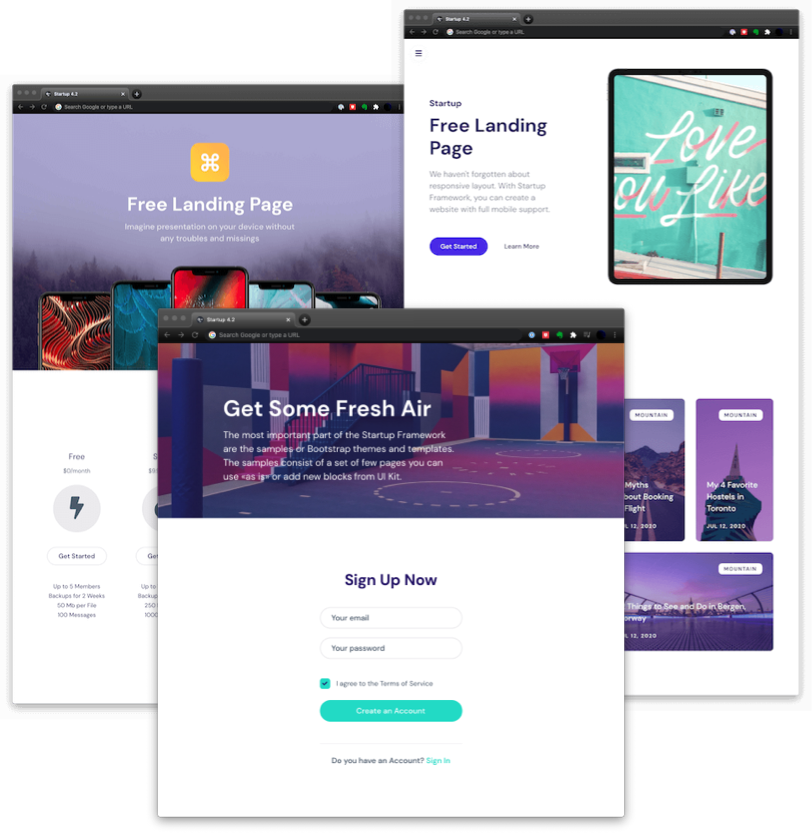 Startup 4.2
Search Google or type a URL
Free Landing Page
Imagine presentation on your device without
any troubles and missings
Free
$0/month
Get Started
Up to 5 Members
Backups for 2 Weeks
50 Mb per File
100 Messages
Startup 4.2
Search Google or type a URL
Startup
Free Landing
Page
We haven't forgotten about
responsive layout. With Startup
Framework, you can create a
website with full mobile support.
Get Started
Learn More
Love
You Like
MOUNTAIN
Myths
Booking
Flight
12, 2020
MOUNTAIN
My 4 Favorite
Hostels in
Toronto
JUL 12, 2020
MOUNTAIN
Things to See and Do in Bergen,
12, 2020
Startup 4.2
Search Google or type a URL
Get Some Fresh Air
The most important part of the Startup Framework
are the samples or Bootstrap themes and templates.
The samples consist of a set of few pages you can
use «as is» or add new blocks from UI Kit.
Sign Up Now
Your email
Your password
I agree to the Terms of Service
Create an Account
Do you have an Account? Sign In